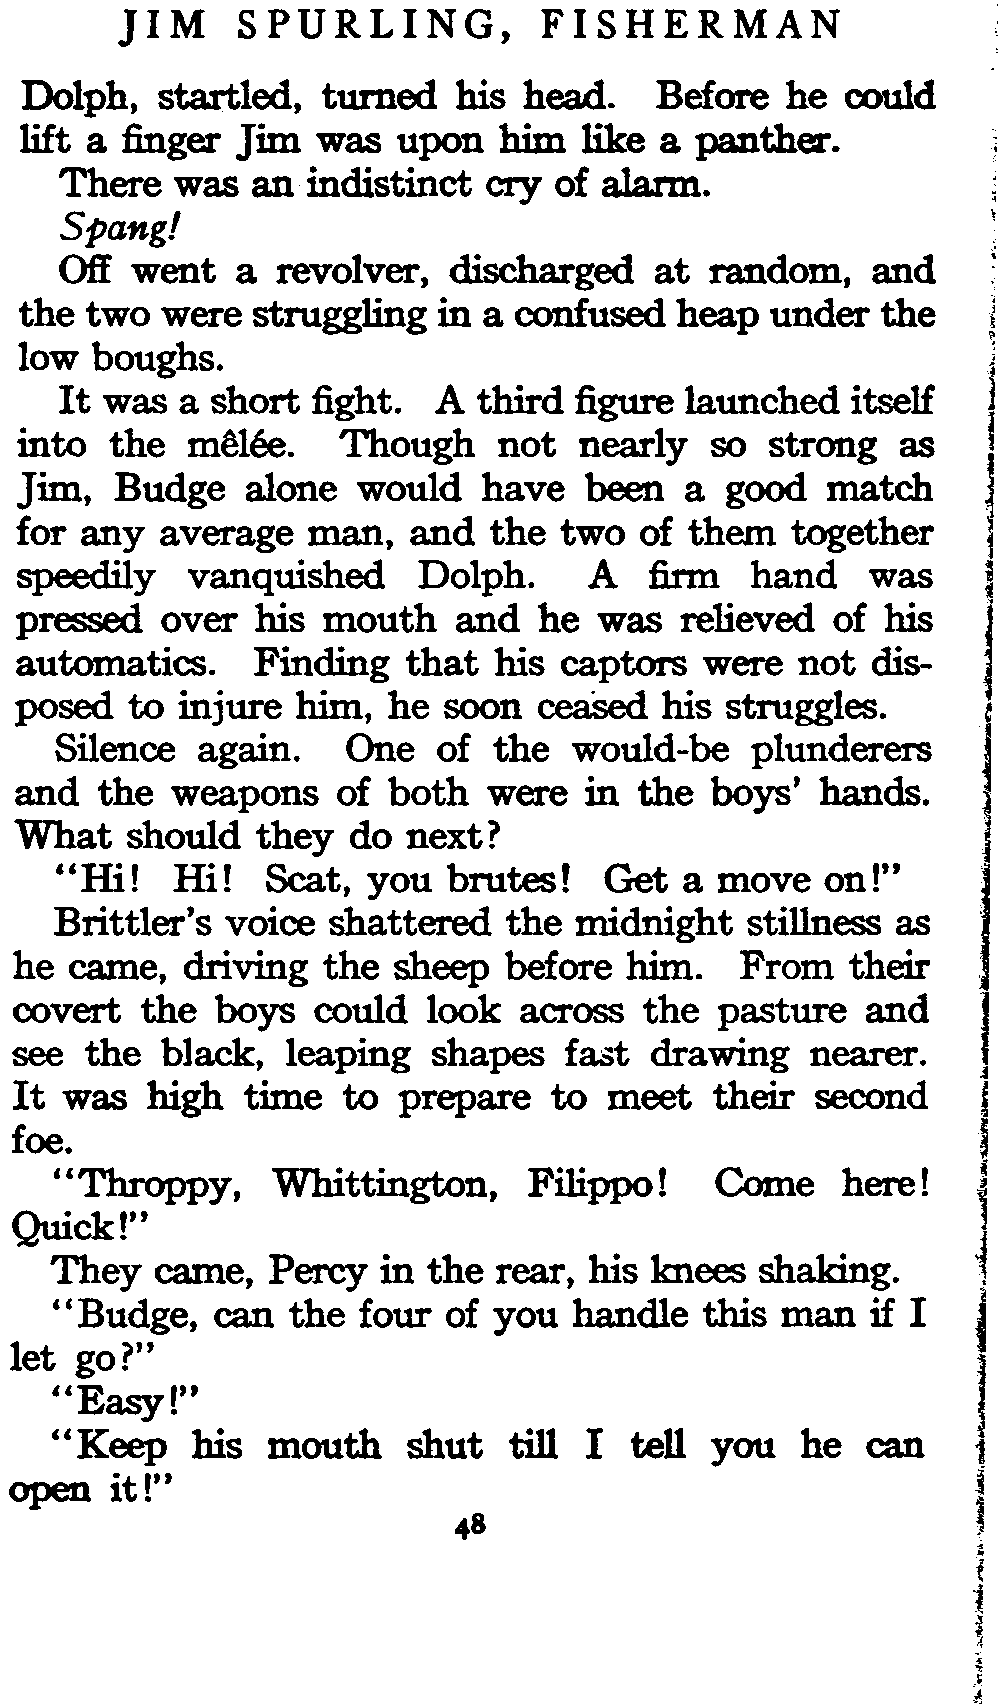 JIM SPURLING, FISHERMAN
Dolph, startled, turned his head. Before he could
lift a finger Jim was upon him like a panther.
There was an indistinct cry of alarm.
Spang!
Off went a revolver, discharged at random, and
the two were struggling in a confused heap under the
low boughs.
It was a short fight. A third figure launched itself
into the mêlée. Though not nearly so strong as
Jim, Budge alone would have been a good match
for any average man, and the two of them together
speedily vanquished Dolph. A firm hand was
pressed over his mouth and he was relieved of his
automatics. Finding that his captors were not dis-
posed to injure him, he soon ceased his struggles.
Silence again. One of the would-be plunderers
and the weapons of both were in the boys' hands.
What should they do next?
"Hi! Hi! Scat, you brutes! Get a move on!"
Brittler's voice shattered the midnight stillness as
he came, driving the sheep before him. From their
covert the boys could look across the pasture and
see the black, leaping shapes fast drawing nearer.
It was high time to prepare to meet their second
foe.
"Throppy, Whittington, Filippo! Come here!
Quick!"
They came, Percy in the rear, his knees shaking.
"Budge, can the four of you handle this man if I
let go?"
"Easy!"
"Keep his mouth shut till I tell you he can
open it!"
48